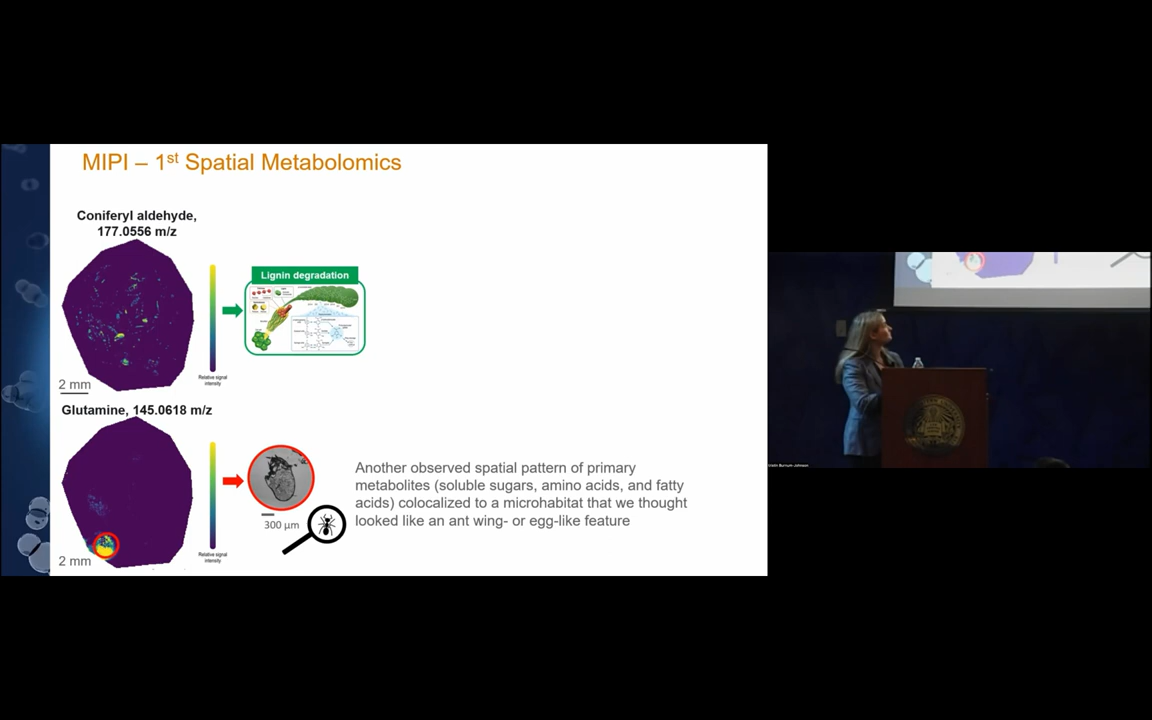 MIPI – 1st Spatial Metabolomics
Coniferyl aldehyde,
177.0556 m/z
Lignin degradation
Relative signal
intensity
2 mm
Glutamine, 145.0618 m/z
Another observed spatial pattern of primary
metabolites (soluble sugars, amino acids, and fatty
acids) colocalized to a microhabitat that we thought
looked like an ant wing- or egg-like feature
300 µm
Relative signal
intensity
2 mm
Burnum-Johnson